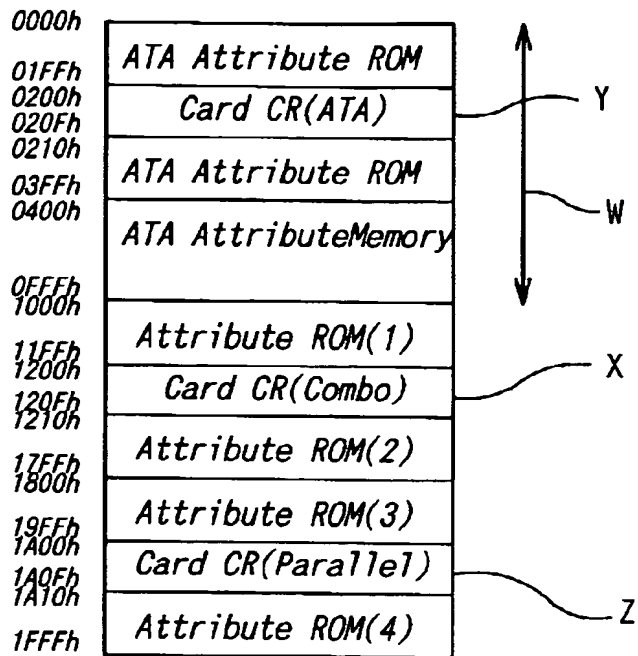 0000h
ATA Attribute ROM
01FFh
0200h
Card CR(ATA)
Y
020Fh
0210h
ATA Attribute ROM
03FFh
0400h
W
ATA AttributeMemory
0FFFh
1000h
Attribute ROM(1)
11FFh
1200h
X
Card CR(Combo)
120Fh
1210h
Attribute ROM(2)
17FFh
1800h
Attribute ROM(3)
19FFh
1A00h
Card CR(Parallel)
1A0Fh
1A10h
Z
Attribute ROM(4)
1FFFh